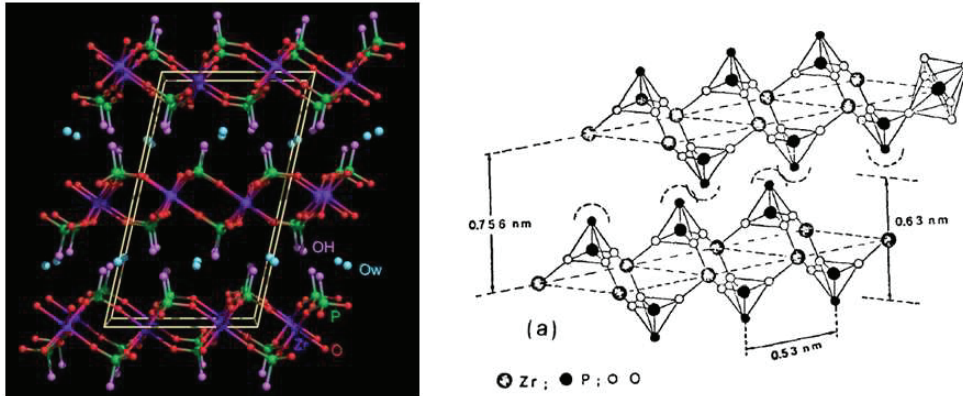 OH
Ow
P
Zr
O
0.756 nm
0.63 nm
(a)
0.53 nm
Zr ; P ; O